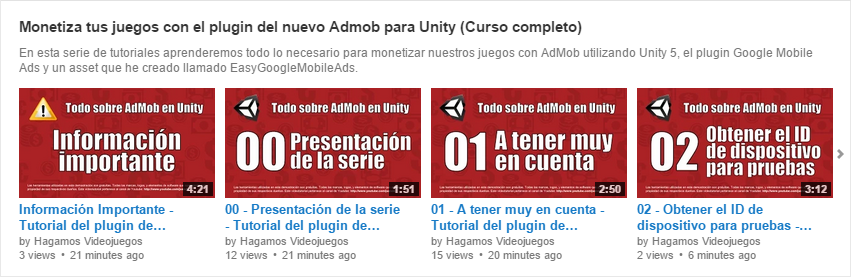 Monetiza tus juegos con el plugin del nuevo Admob para Unity (Curso completo)
En esta serie de tutoriales aprenderemos todo lo necesario para monetizar nuestros juegos con AdMob utilizando Unity 5, el plugin Google Mobile
Ads y un asset que he creado llamado EasyGoogleMobileAds.
Todo sobre AdMob en Unity
Información
importante
4:21
Información Importante -
Tutorial del plugin de…
by Hagamos Videojuegos
3 views • 21 minutes ago
Todo sobre AdMob en Unity
00 Presentación
de la serie
1:51
00 - Presentación de la serie
- Tutorial del plugin de…
by Hagamos Videojuegos
12 views • 21 minutes ago
Todo sobre AdMob en Unity
01 A tener muy
en cuenta
2:50
01 - A tener muy en cuenta -
Tutorial del plugin de…
by Hagamos Videojuegos
15 views • 20 minutes ago
Todo sobre AdMob en Unity
02 Obtener el ID
de dispositivo
para pruebas
3:12
02 - Obtener el ID de
dispositivo para pruebas -…
by Hagamos Videojuegos
2 views • 6 minutes ago